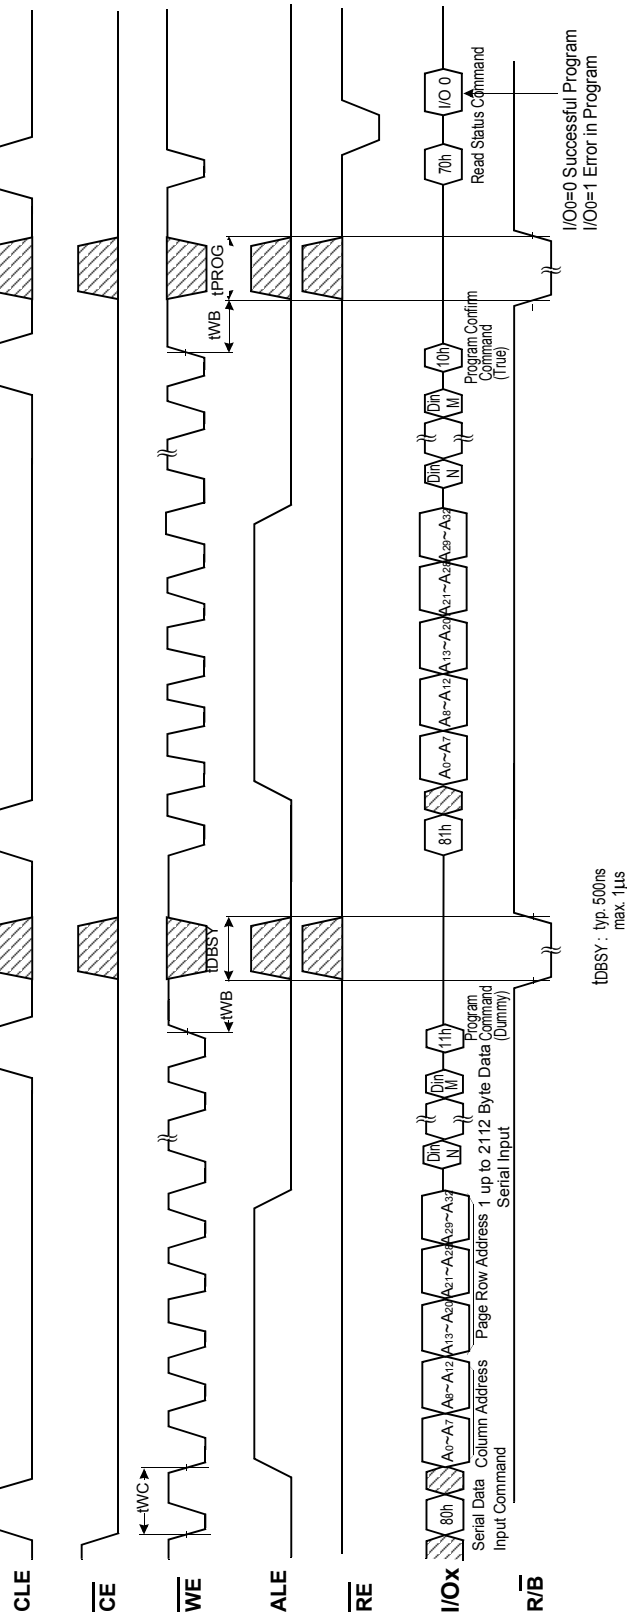 CLE
CE
WE
ALE
RE
I/Ox
R/B
tWC
tWB
tDBSY
tWB
tPROG
80h
A0~A7
A8~A12
A13~A20
A21~A28
A29~A32
Din
N
Din
M
11h
81h
A0~A7
A8~A12
A13~A20
A21~A28
A29~A32
Din
N
Din
M
10h
70h
I/O 0
Serial Data
Input Command
Column Address
Page Row Address
1 up to 2112 Byte Data
Serial Input
Program
Command
(Dummy)
Program Confirm
Command
(True)
Read Status Command
tDBSY : typ. 500ns
max. 1μs
I/O0=0 Successful Program
I/O0=1 Error in Program